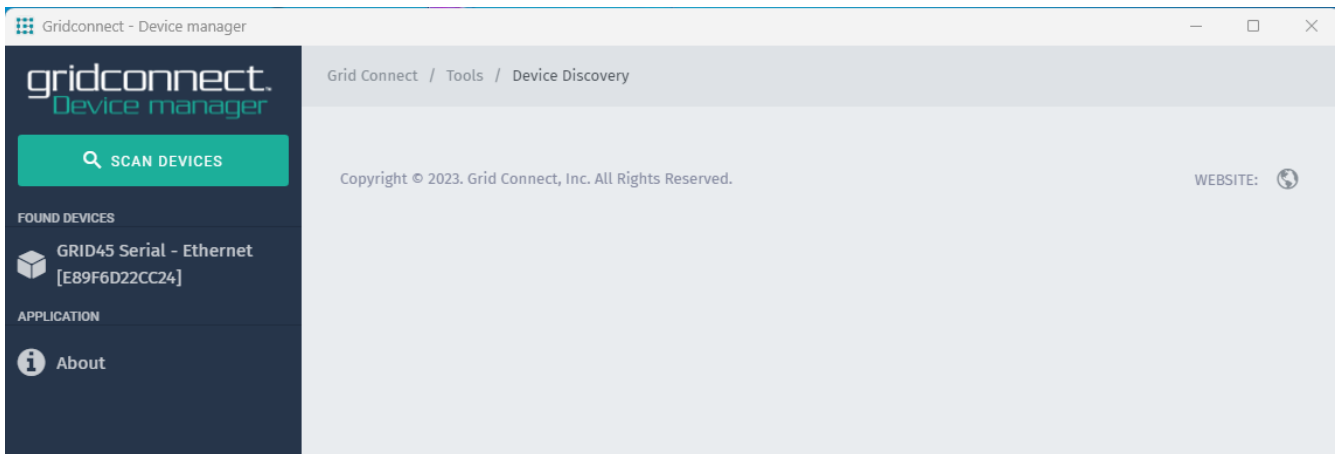 Gridconnect - Device manager
gridconnect.
Device manager
SCAN DEVICES
FOUND DEVICES
GRID45 Serial - Ethernet
[E89F6D22CC24]
APPLICATION
About
Grid Connect / Tools / Device Discovery
Copyright © 2023. Grid Connect, Inc. All Rights Reserved.
WEBSITE: